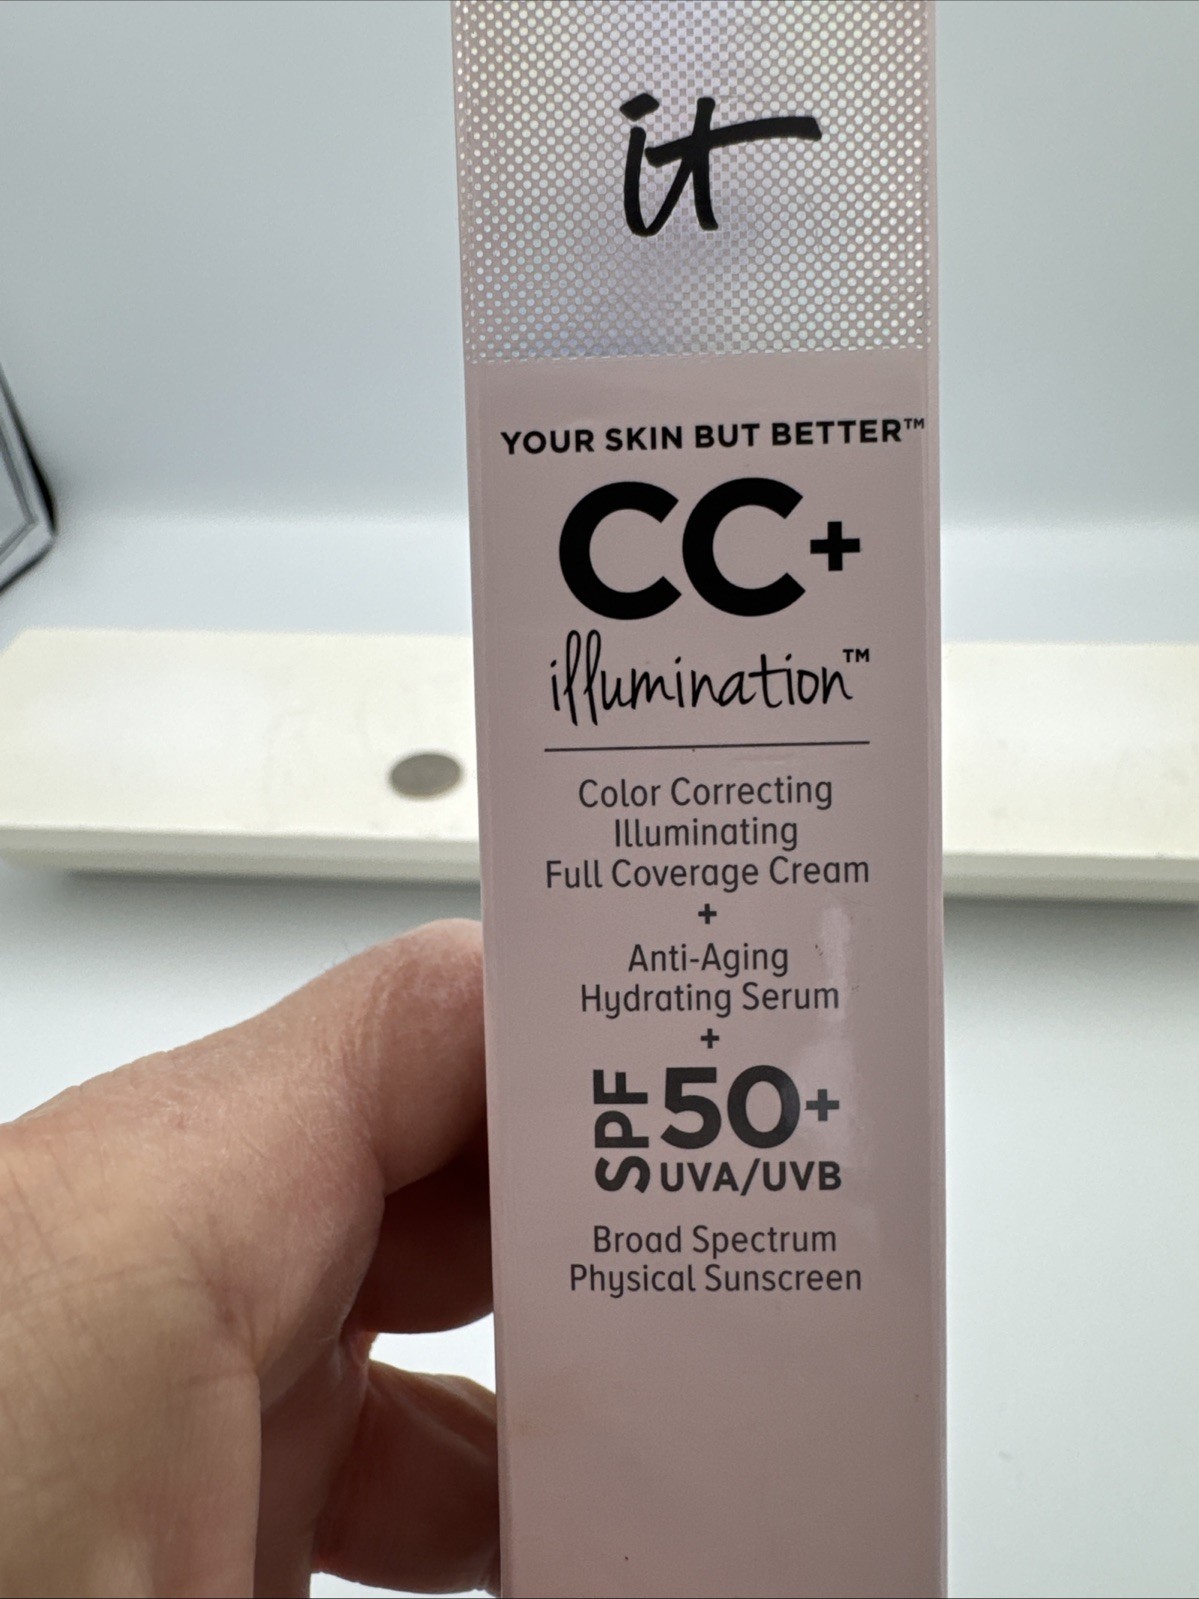 it
YOUR SKIN BUT BETTER™
CC+
illumination™
Color Correcting
Illuminating
Full Coverage Cream
+
Anti-Aging
Hydrating Serum
+
SPF 50+
UVA/UVB
Broad Spectrum
Physical Sunscreen